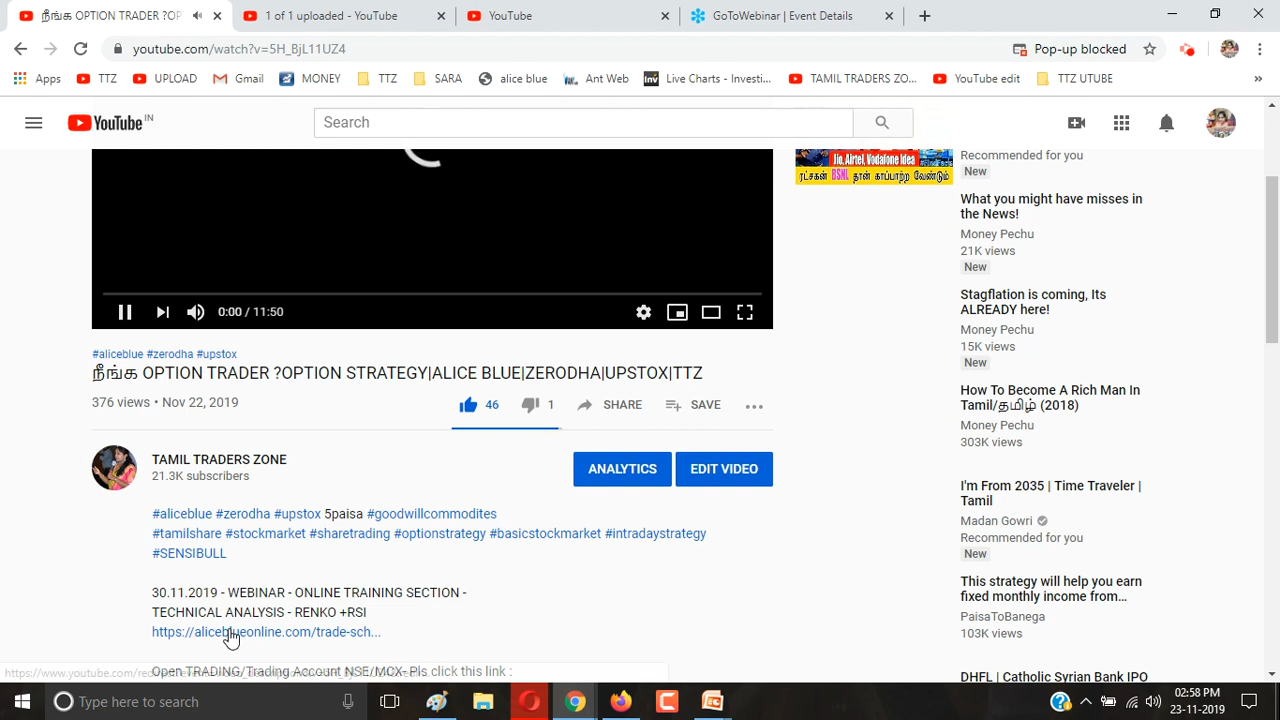 நீங்க OPTION TRADER ?OP
1 of 1 uploaded - YouTube
YouTube
GoToWebinar | Event Details
youtube.com/watch?v=5H_BjL11UZ4
Pop-up blocked
Apps
TTZ
UPLOAD
Gmail
MONEY
TTZ
SARA
alice blue
Ant Web
Live Charts - Investi...
TAMIL TRADERS ZO...
YouTube edit
TTZ UTUBE
YouTube IN
Search
Jio, Airtel, Vodafone Idea
ரட்சகன் BSNL தான் காப்பாற்ற வேண்டும்
Recommended for you
New
What you might have misses in
the News!
Money Pechu
21K views
New
Stagflation is coming, Its
ALREADY here!
Money Pechu
15K views
New
How To Become A Rich Man In
Tamil/தமிழ் (2018)
Money Pechu
303K views
I'm From 2035 | Time Traveler |
Tamil
Madan Gowri
Recommended for you
New
This strategy will help you earn
fixed monthly income from...
PaisaToBanega
103K views
DHFL | Catholic Syrian Bank IPO
0:00 / 11:50
#aliceblue #zerodha #upstox
நீங்க OPTION TRADER ?OPTION STRATEGY|ALICE BLUE|ZERODHA|UPSTOX|TTZ
376 views • Nov 22, 2019
46
1
SHARE
SAVE
TAMIL TRADERS ZONE
21.3K subscribers
ANALYTICS
EDIT VIDEO
#aliceblue #zerodha #upstox 5paisa #goodwillcommodites
#tamilshare #stockmarket #sharetrading #optionstrategy #basicstockmarket #intradaystrategy
#SENSIBULL
30.11.2019 - WEBINAR - ONLINE TRAINING SECTION -
TECHNICAL ANALYSIS - RENKO +RSI
https://aliceblueonline.com/trade-sch...
Open TRADING/Trading Account NSE/MCX- Pls click this link :
Type here to search
02:58 PM
23-11-2019